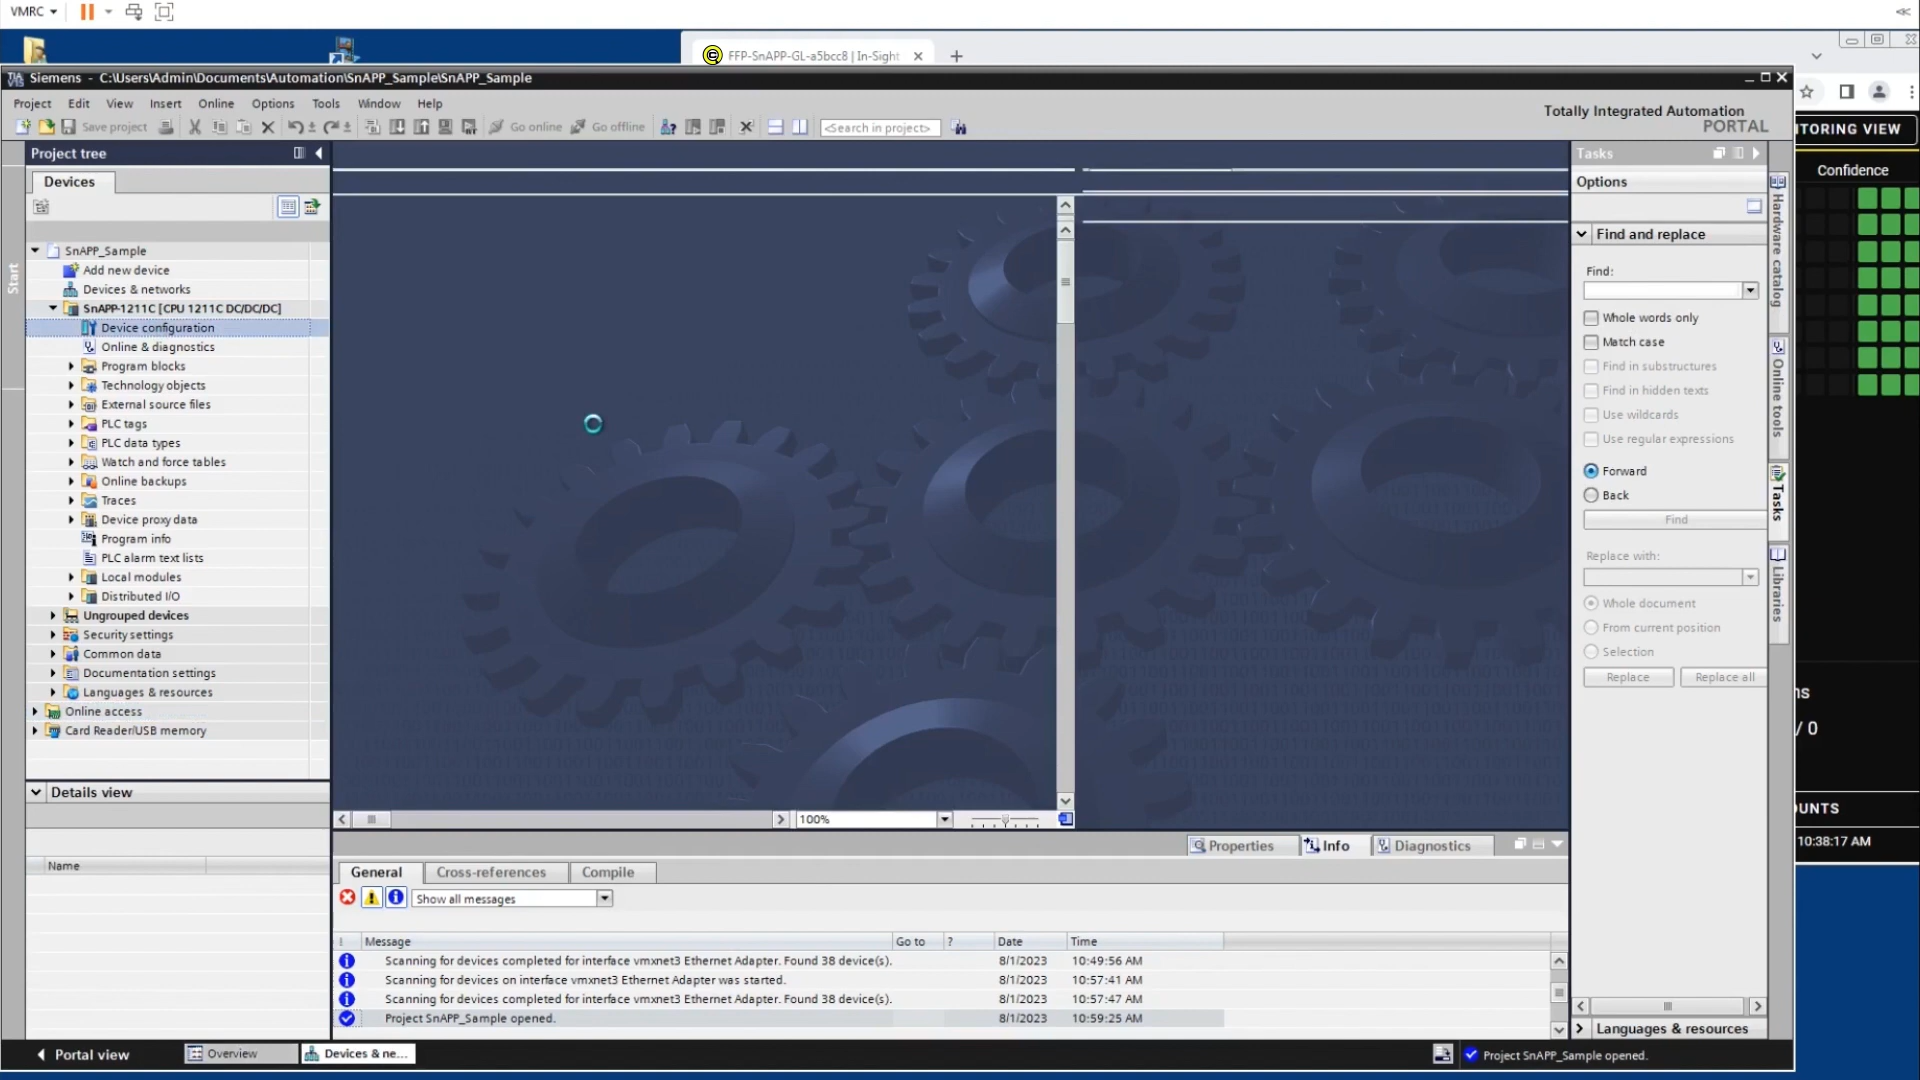 VMRC
FFP-SnAPP-GL-a5bcc8 | In-Sight
Siemens - C:\Users\Admin\Documents\Automation\SnAPP_Sample\SnAPP_Sample
Project Edit View Insert Online Options Tools Window Help
Totally Integrated Automation
PORTAL
Save project
Go online
Go offline
<Search in project>
ITORING VIEW
Confidence
Project tree
Devices
Start
SnAPP_Sample
Add new device
Devices & networks
SnAPP-1211C [CPU 1211C DC/DC/DC]
Device configuration
Online & diagnostics
Program blocks
Technology objects
External source files
PLC tags
PLC data types
Watch and force tables
Online backups
Traces
Device proxy data
Program info
PLC alarm text lists
Local modules
Distributed I/O
Ungrouped devices
Security settings
Common data
Documentation settings
Languages & resources
Online access
Card Reader/USB memory
Details view
Name
100%
Tasks
Options
Find and replace
Find:
Whole words only
Match case
Find in substructures
Find in hidden texts
Use wildcards
Use regular expressions
Forward
Back
Find
Replace with:
Whole document
From current position
Selection
Replace
Replace all
Languages & resources
Hardware catalog
Online tools
Tasks
Libraries
ns
/ 0
OUNTS
10:38:17 AM
Properties
Info
Diagnostics
General
Cross-references
Compile
Show all messages
! Message Go to ? Date Time
Scanning for devices completed for interface vmxnet3 Ethernet Adapter. Found 38 device(s). 8/1/2023 10:49:56 AM
Scanning for devices on interface vmxnet3 Ethernet Adapter was started. 8/1/2023 10:57:41 AM
Scanning for devices completed for interface vmxnet3 Ethernet Adapter. Found 38 device(s). 8/1/2023 10:57:47 AM
Project SnAPP_Sample opened. 8/1/2023 10:59:25 AM
Portal view
Overview
Devices & ne...
Project SnAPP_Sample opened.